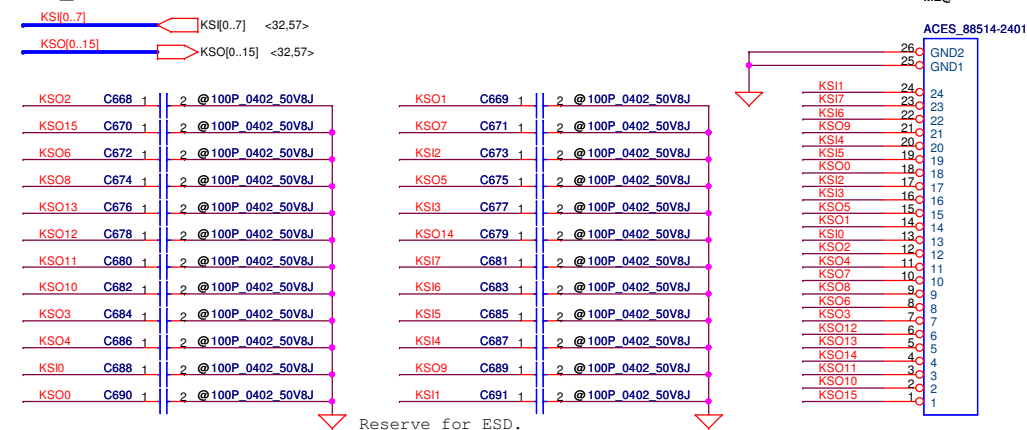 KSI[0..7] KSI[0..7] <32,57>
KSO[0..15] KSO[0..15] <32,57>
KSO2 C668 1 2 @100P_0402_50V8J
KSO15 C670 1 2 @100P_0402_50V8J
KSO6 C672 1 2 @100P_0402_50V8J
KSO8 C674 1 2 @100P_0402_50V8J
KSO13 C676 1 2 @100P_0402_50V8J
KSO12 C678 1 2 @100P_0402_50V8J
KSO11 C680 1 2 @100P_0402_50V8J
KSO10 C682 1 2 @100P_0402_50V8J
KSO3 C684 1 2 @100P_0402_50V8J
KSO4 C686 1 2 @100P_0402_50V8J
KSI0 C688 1 2 @100P_0402_50V8J
KSO0 C690 1 2 @100P_0402_50V8J
KSO1 C669 1 2 @100P_0402_50V8J
KSO7 C671 1 2 @100P_0402_50V8J
KSI2 C673 1 2 @100P_0402_50V8J
KSO5 C675 1 2 @100P_0402_50V8J
KSI3 C677 1 2 @100P_0402_50V8J
KSO14 C679 1 2 @100P_0402_50V8J
KSI7 C681 1 2 @100P_0402_50V8J
KSI6 C683 1 2 @100P_0402_50V8J
KSI5 C685 1 2 @100P_0402_50V8J
KSI4 C687 1 2 @100P_0402_50V8J
KSO9 C689 1 2 @100P_0402_50V8J
KSI1 C691 1 2 @100P_0402_50V8J
Reserve for ESD.
ACES_88514-2401
26 GND2
25 GND1
KSI1 24 24
KSI7 23 23
KSI6 22 22
KSO9 21 21
KSI4 20 20
KSI5 19 19
KSO0 18 18
KSI2 17 17
KSI3 16 16
KSO5 15 15
KSO1 14 14
KSI0 13 13
KSO2 12 12
KSO4 11 11
KSO7 10 10
KSO8 9 9
KSO6 8 8
KSO3 7 7
KSO12 6 6
KSO13 5 5
KSO14 4 4
KSO11 3 3
KSO10 2 2
KSO15 1 1